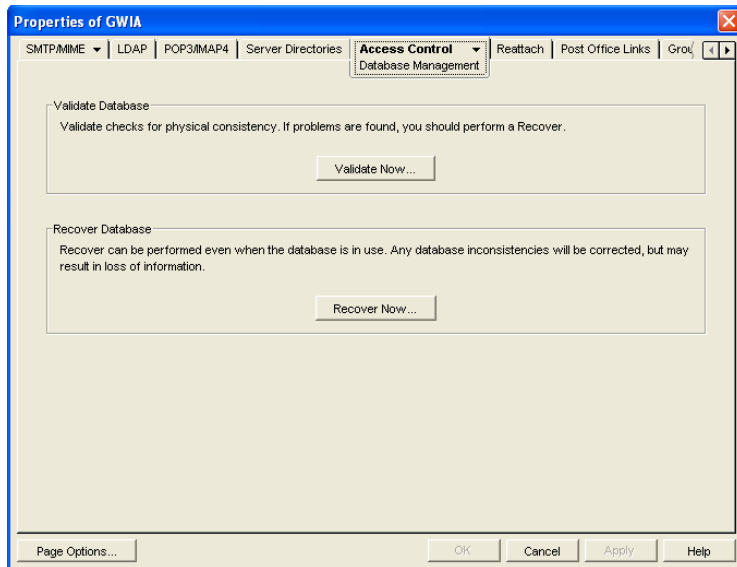 Properties of GWIA
SMTP/MIME LDAP POP3/IMAP4 Server Directories Access Control Reattach Post Office Links
Database Management
Validate Database
Validate checks for physical consistency. If problems are found, you should perform a Recover.
Validate Now...
Recover Database
Recover can be performed even when the database is in use. Any database inconsistencies will be corrected, but may
result in loss of information.
Recover Now...
Page Options... OK Cancel Apply Help